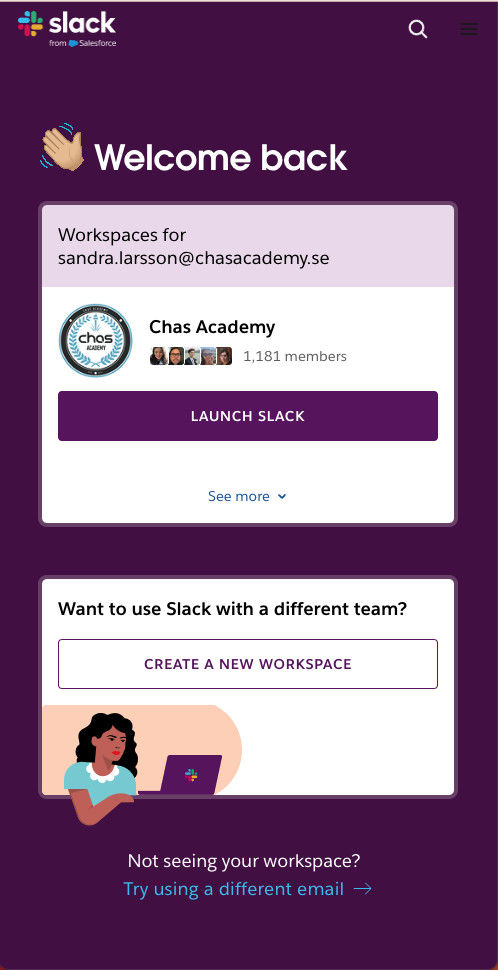 slack
from Salesforce
Welcome back
Workspaces for
sandra.larsson@chasacademy.se
chas
ACADEMY
Chas Academy
1,181 members
LAUNCH SLACK
See more
Want to use Slack with a different team?
CREATE A NEW WORKSPACE
Not seeing your workspace?
Try using a different email →